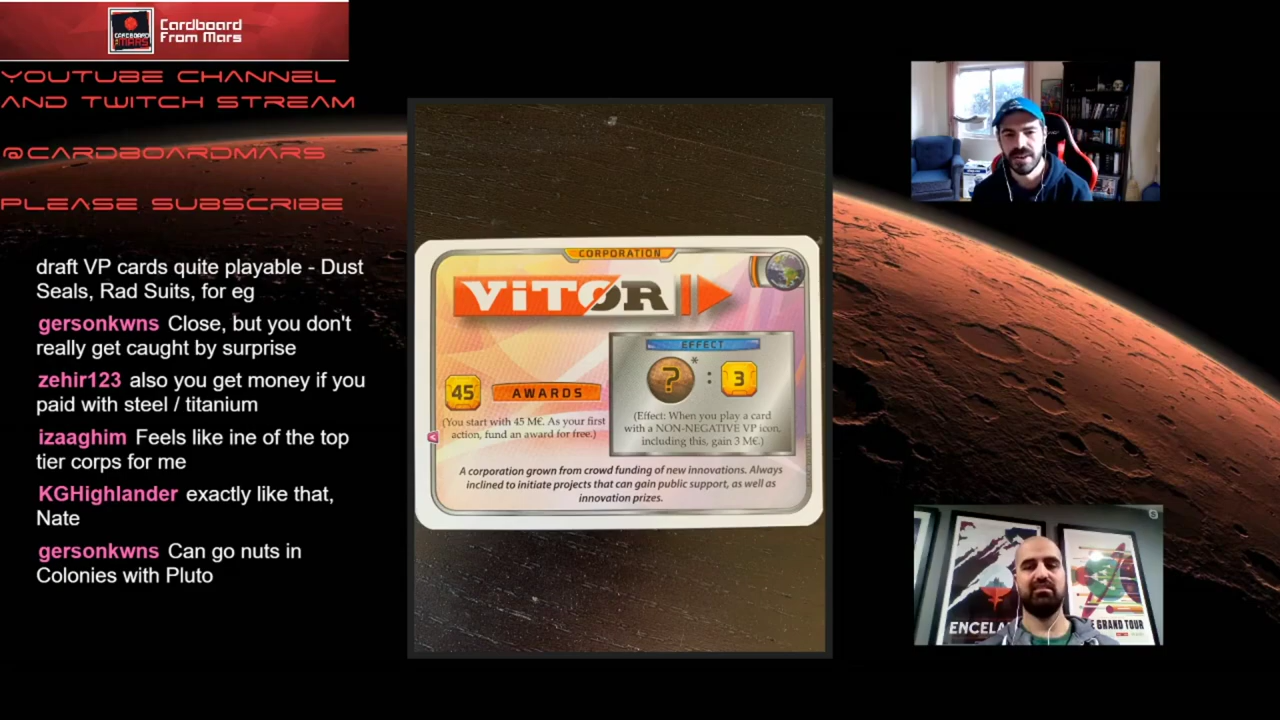 CARDBOARD
MARS
Cardboard
From Mars
YOUTUBE CHANNEL
AND TWITCH STREAM
@CARDBOARDMARS
PLEASE SUBSCRIBE
draft VP cards quite playable - Dust
Seals, Rad Suits, for eg
gersonkwns Close, but you don't
really get caught by surprise
zehir123 also you get money if you
paid with steel / titanium
izaaghim Feels like ine of the top
tier corps for me
KGHighlander exactly like that,
Nate
gersonkwns Can go nuts in
Colonies with Pluto
CORPORATION
ViTOR
EFFECT
? * : 3
45 AWARDS
(You start with 45 M€. As your first
action, fund an award for free.)
(Effect: When you play a card
with a NON-NEGATIVE VP icon,
including this, gain 3 M€.)
A corporation grown from crowd funding of new innovations. Always
inclined to initiate projects that can gain public support, as well as
innovation prizes.
ENCELA
E GRAND TOUR